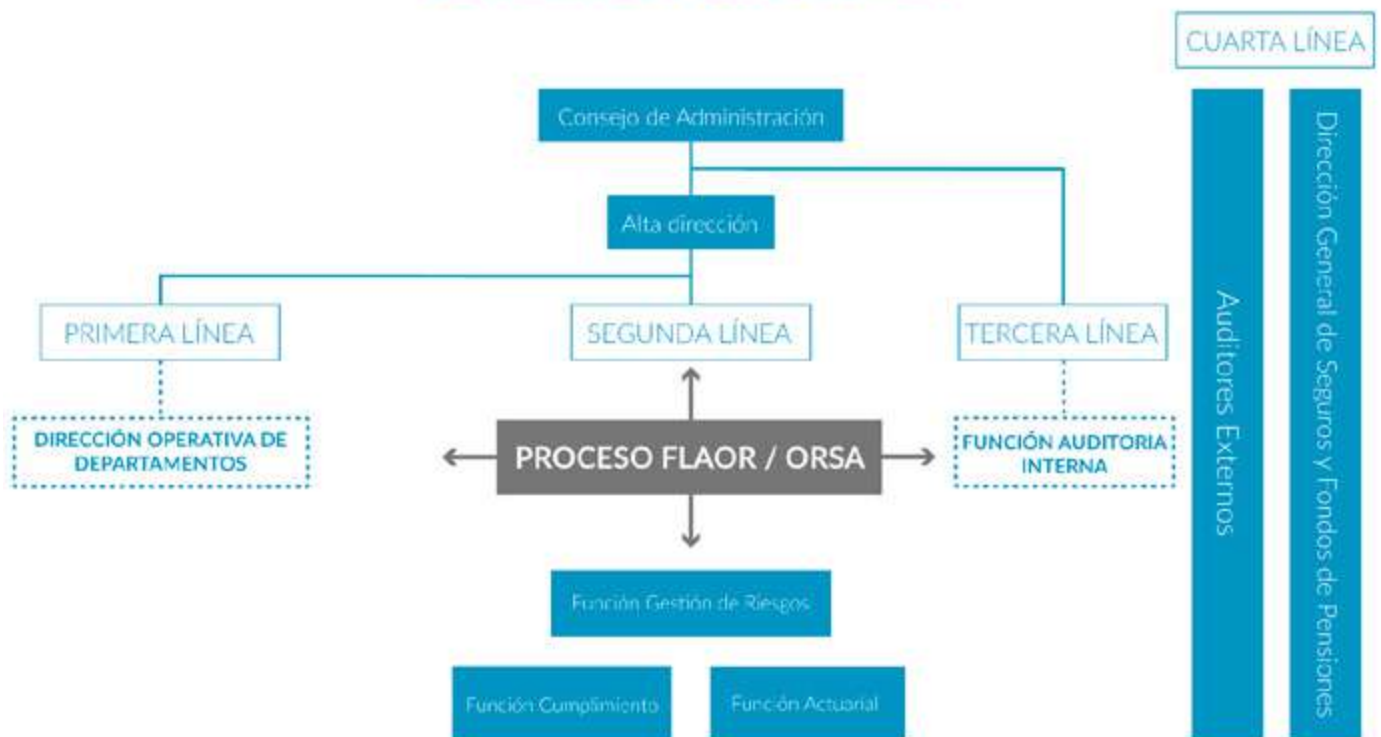 CUARTA LÍNEA
Consejo de Administración
Alta dirección
PRIMERA LÍNEA
SEGUNDA LÍNEA
TERCERA LÍNEA
DIRECCIÓN OPERATIVA DE
DEPARTAMENTOS
PROCESO FLAOR / ORSA
FUNCIÓN AUDITORIA
INTERNA
Función Gestión de Riesgos
Función Cumplimiento
Función Actuarial
Auditores Externos
Dirección General de Seguros y Fondos de Pensiones